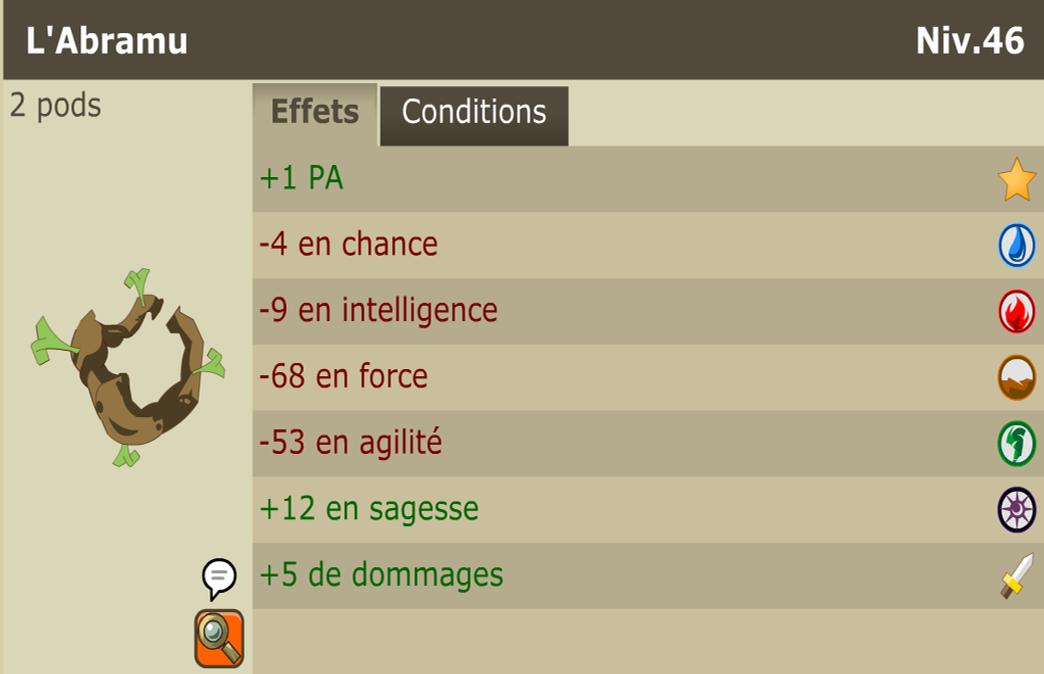 L'Abramu
Niv.46
2 pods
Effets
Conditions
+1 PA
-4 en chance
-9 en intelligence
-68 en force
-53 en agilité
+12 en sagesse
+5 de dommages